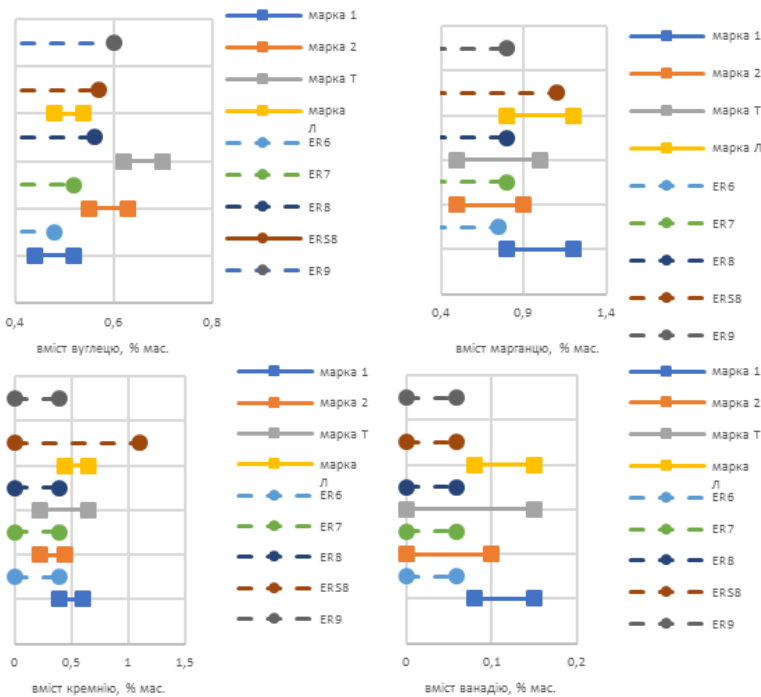 марка 1
марка 2
марка Т
марка
Л
ER6
ER7
ER8
ERS8
ER9
0,4
0,6
0,8
вміст вуглецю, % мас.
марка 1
марка 2
марка Т
марка Л
ER6
ER7
ER8
ERS8
ER9
0,4
0,9
1,4
вміст марганцю, % мас.
марка 1
марка 2
марка Т
марка
Л
ER6
ER7
ER8
ERS8
ER9
0
0,5
1
1,5
вміст кремнію, % мас.
марка 1
марка 2
марка Т
марка
Л
ER6
ER7
ER8
ERS8
ER9
0
0,1
0,2
вміст ванадію, % мас.